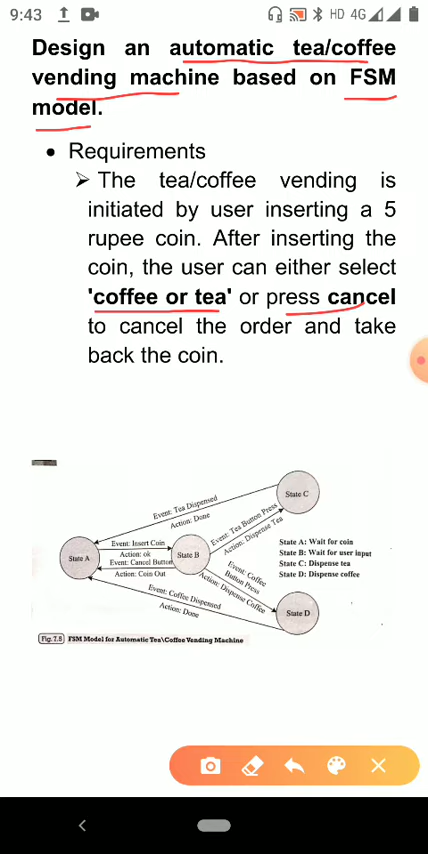 9:43
HD 4G
Design an automatic tea/coffee
vending machine based on FSM
model.
• Requirements
➢ The tea/coffee vending is
initiated by user inserting a 5
rupee coin. After inserting the
coin, the user can either select
'coffee or tea' or press cancel
to cancel the order and take
back the coin.
State C
Event: Tea Dispensed
Action: Done
Event: Tea Button Press
Action: Dispense Tea
State A
Event: Insert Coin
Action: ok
Event: Cancel Button
Action: Coin Out
State B
State A: Wait for coin
State B: Wait for user input
State C: Dispense tea
State D: Dispense coffee
Event: Coffee
Button Press
Action: Dispense Coffee
Event: Coffee Dispensed
Action: Done
State D
Fig. 7.5 FSM Model for Automatic Tea\Coffee Vending Machine